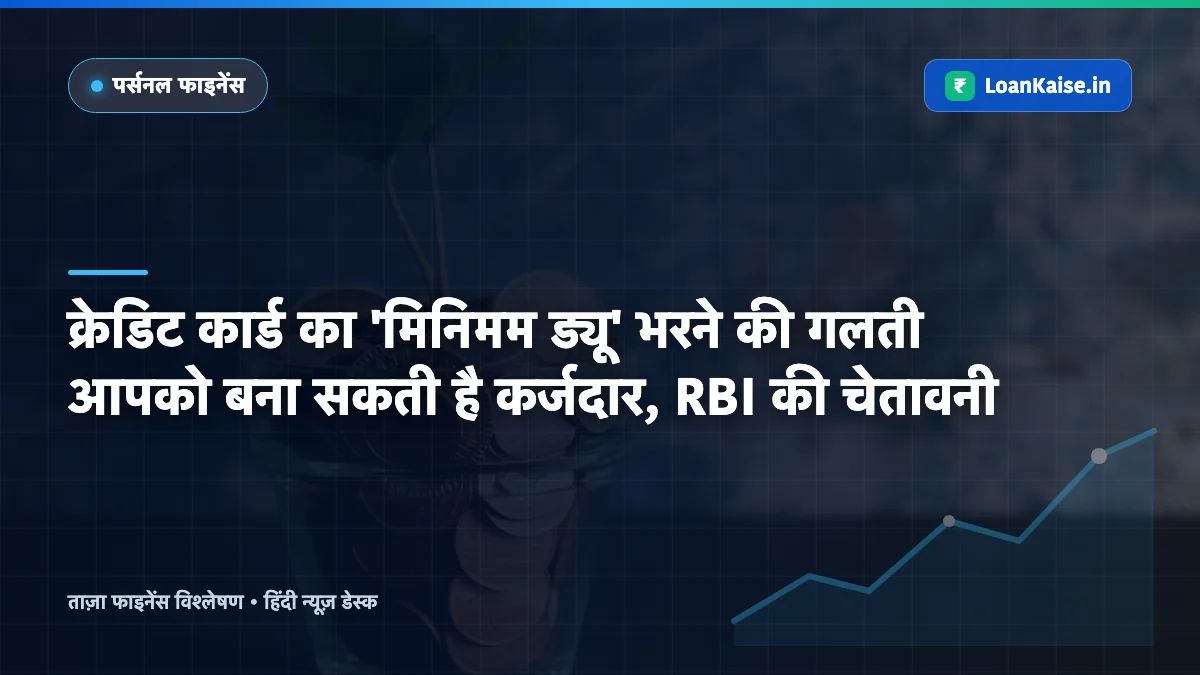 पर्सनल फाइनेंस
₹ LoanKaise.in
क्रेडिट कार्ड का 'मिनिमम ड्यू' भरने की गलती
आपको बना सकती है कर्जदार, RBI की चेतावनी
ताज़ा फाइनेंस विश्लेषण • हिंदी न्यूज़ डेस्क